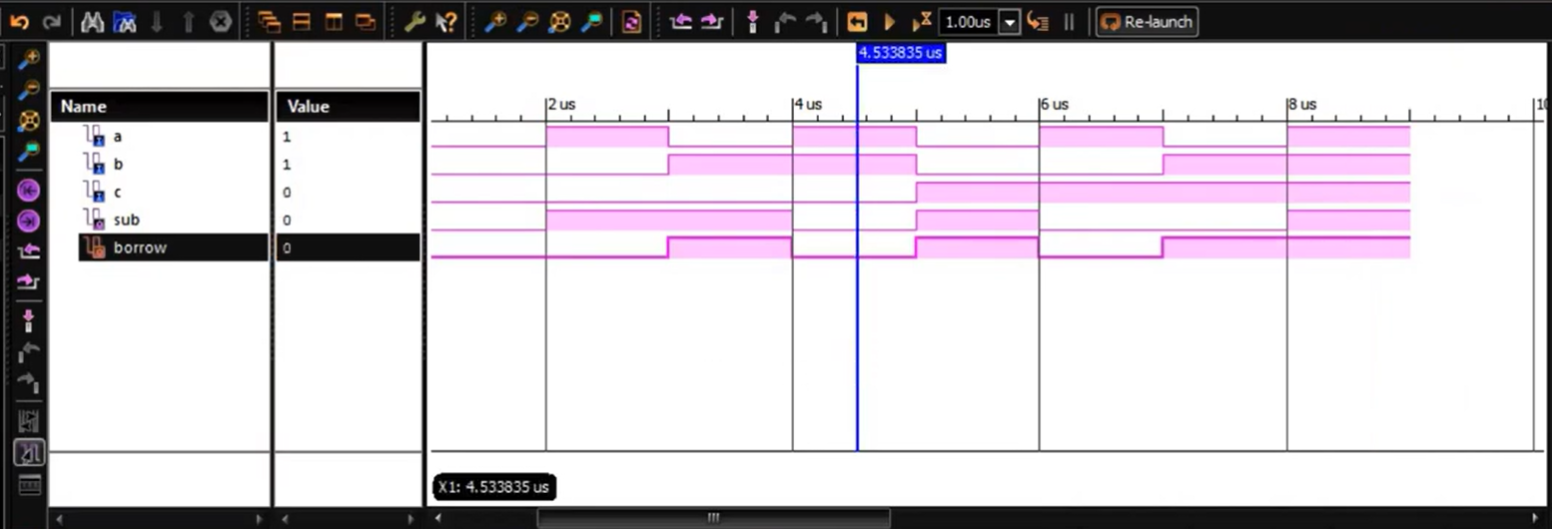 1.00us Re-launch
4.533835 us
Name Value
2 us 4 us 6 us 8 us 10
a 1
b 1
c 0
sub 0
borrow 0
X1: 4.533835 us